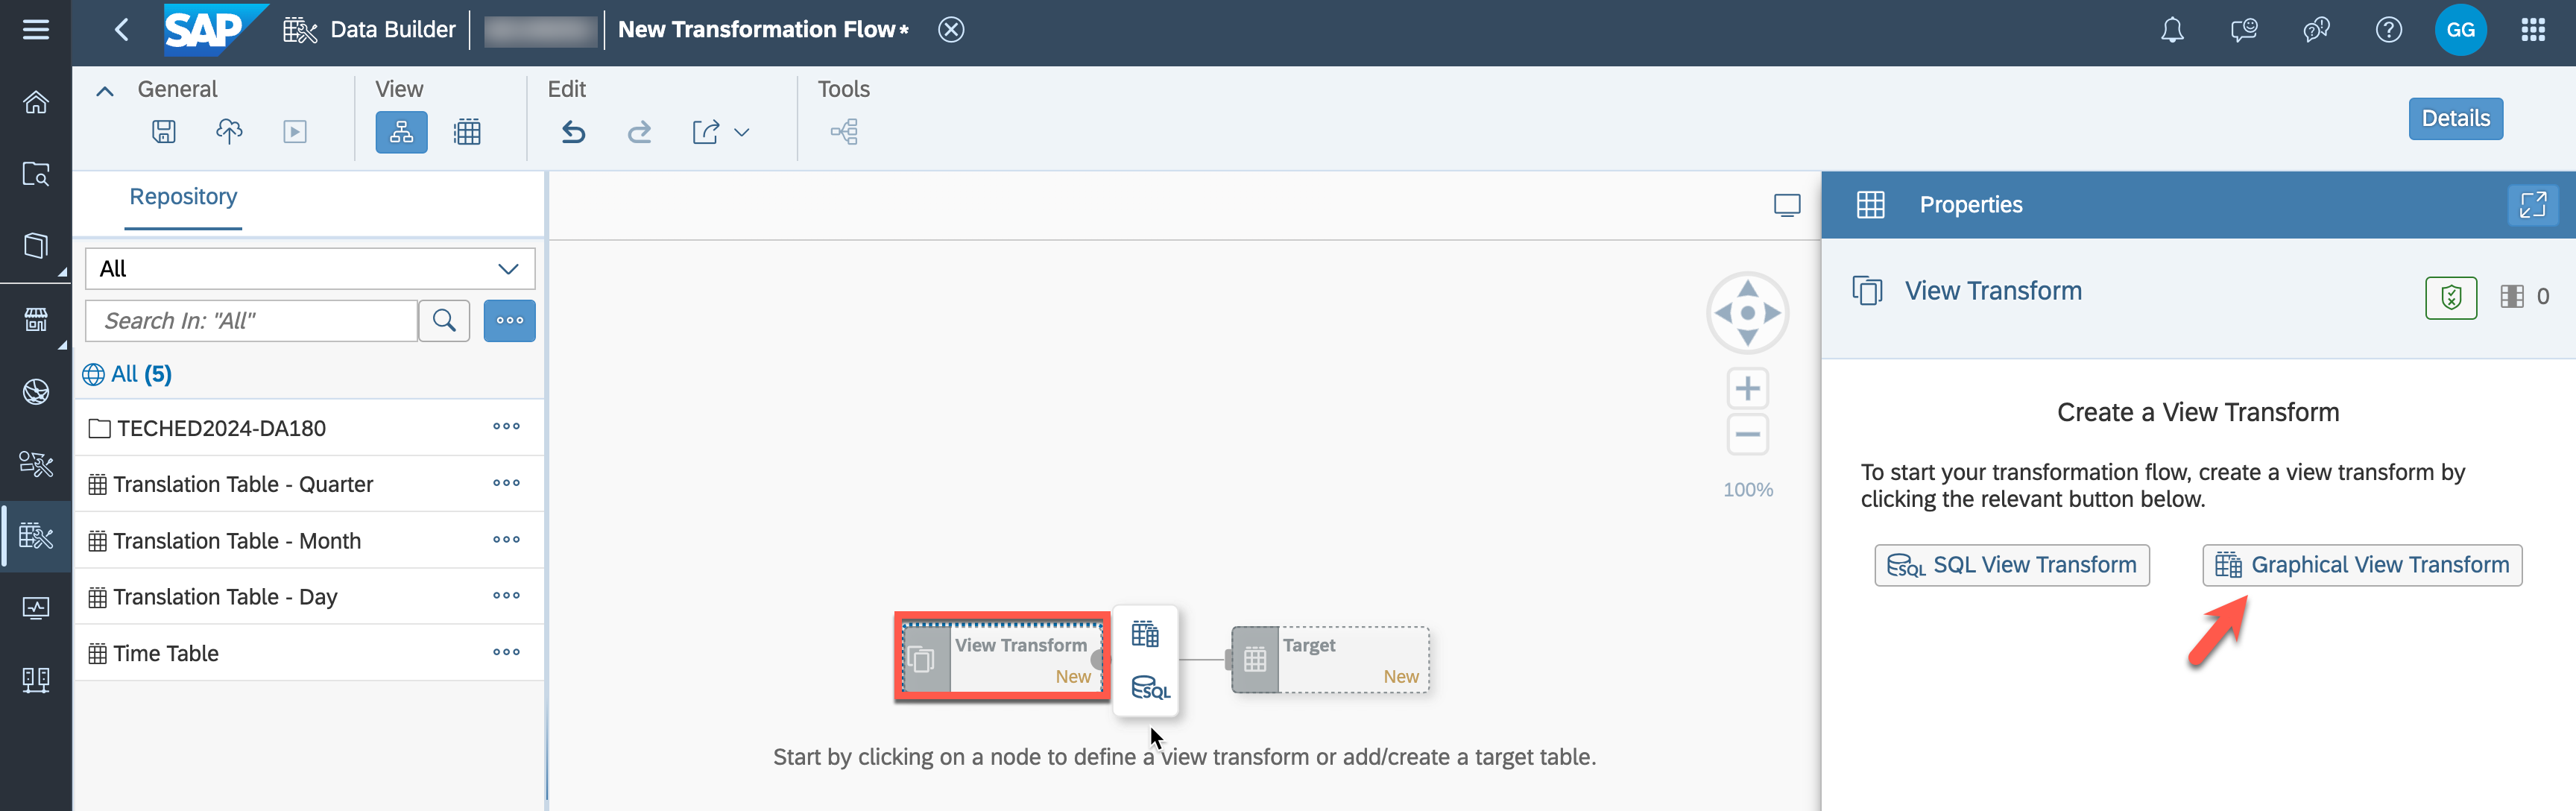 SAP Data Builder New Transformation Flow* GG
General View Edit Tools
Details
Repository
All
Search In: "All"
All (5)
TECHED2024-DA180
Translation Table - Quarter
Translation Table - Month
Translation Table - Day
Time Table
100%
View Transform
New
SQL
Target
New
Start by clicking on a node to define a view transform or add/create a target table.
Properties
View Transform
0
Create a View Transform
To start your transformation flow, create a view transform by
clicking the relevant button below.
SQL SQL View Transform Graphical View Transform